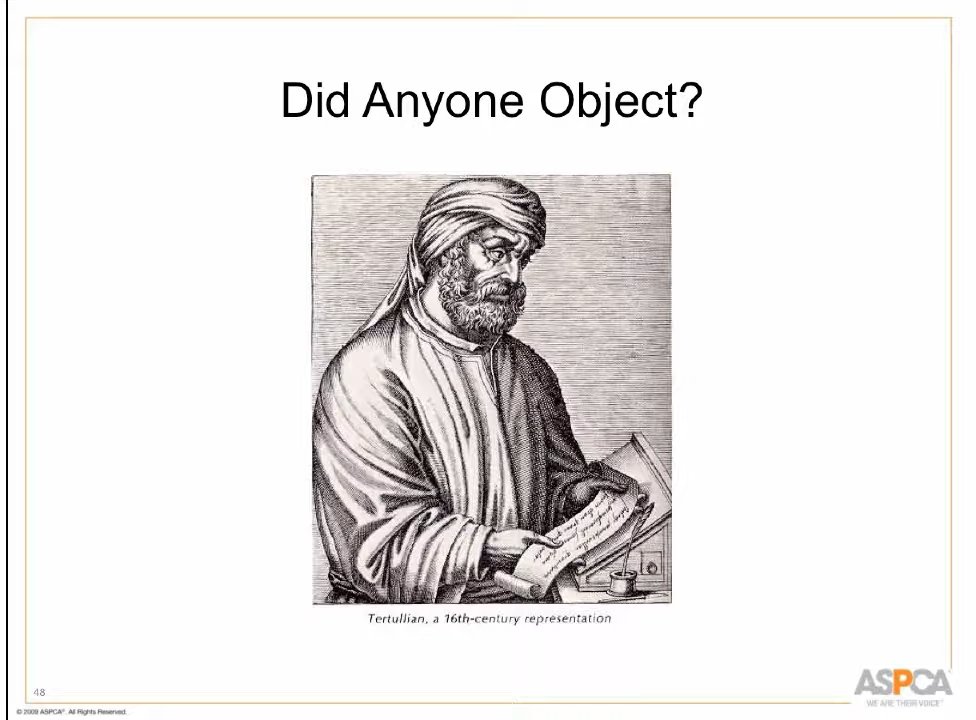 Did Anyone Object?
Tertullian, a 16th-century representation
48
© 2009 ASPCA®. All Rights Reserved.
ASPCA
WE ARE THEIR VOICE™